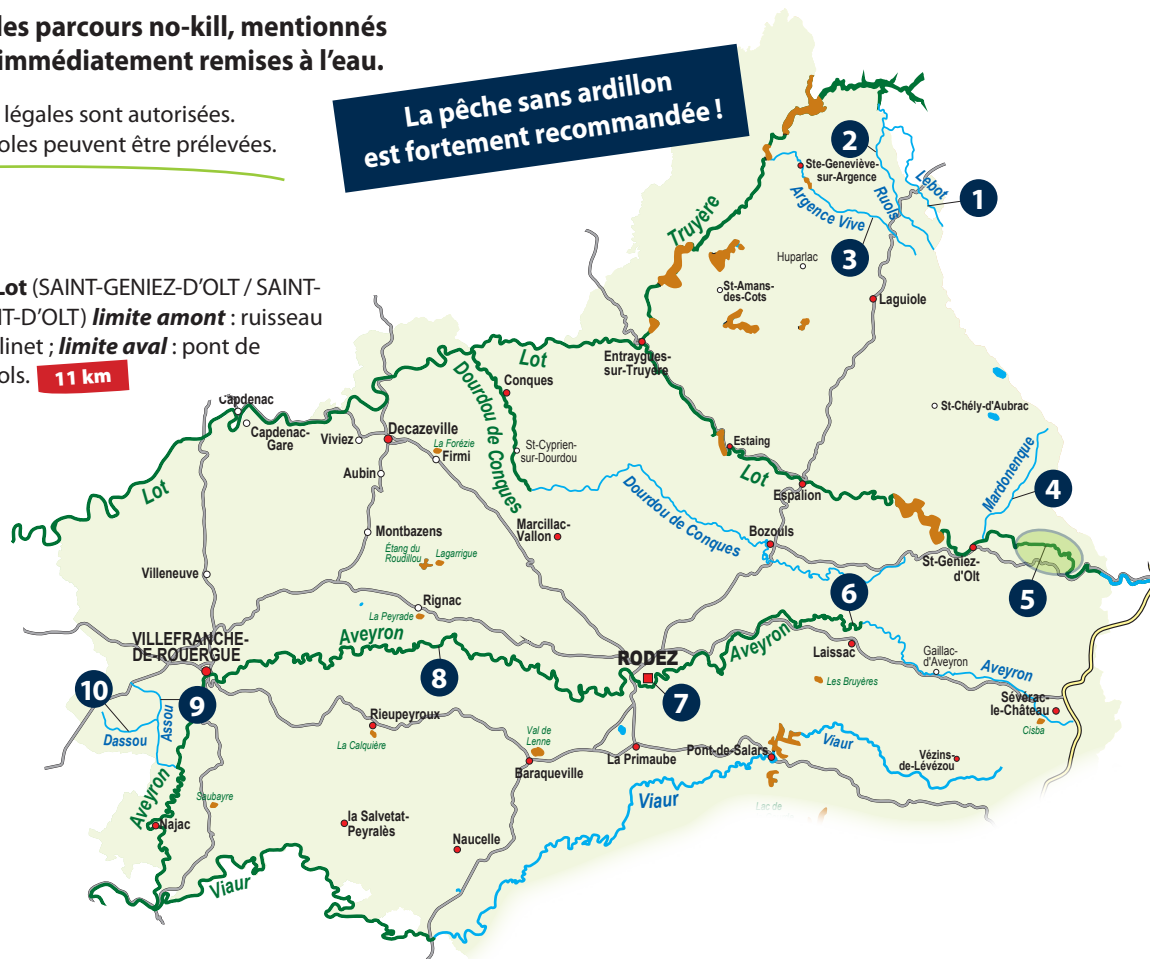 les parcours no-kill, mentionnés
immédiatement remises à l'eau.
légales sont autorisées.
oles peuvent être prélevées.
La pêche sans ardillon
est fortement recommandée !
Lot (SAINT-GENIEZ-D'OLT / SAINT-
NT-D'OLT) limite amont : ruisseau
linet ; limite aval : pont de
ols. 11 km
2
Ste-Geneviève-
sur-Argence
Lebot
1
Ruols
Argence Vive
3
Truyère
Huparlac
St-Amans-
des-Cots
Laguiole
Lot
Entraygues-
sur-Truyère
Conques
Dourdou de Conques
St-Chély-d'Aubrac
Capdenac
Capdenac-
Gare
Viviez
Decazeville
La Forézie
Firmi
St-Cyprien-
sur-Dourdou
Estaing
Aubin
Lot
Lot
Espalion
Mardonenque
4
Dourdou de Conques
Marcillac-
Vallon
Bozouls
Montbazens
Étang du
Roudillou
Lagarrigue
Villeneuve
St-Geniez-
d'Olt
5
6
Rignac
La Peyrade
Aveyron
VILLEFRANCHE-
DE-ROUERGUE
RODEZ
Aveyron
Laissac
Gaillac-
d'Aveyron
Aveyron
8
7
Les Bruyères
Sévérac-
le-Château
Cisba
10
9
Dassou
Assou
Rieupeyroux
La Calquière
Val de
Lenne
Baraqueville
La Primaube
Pont-de-Salars
Viaur
Vézins-
de-Lévézou
Aveyron
Saubayre
Najac
la Salvetat-
Peyralès
Naucelle
Viaur
Lac de
Viaur